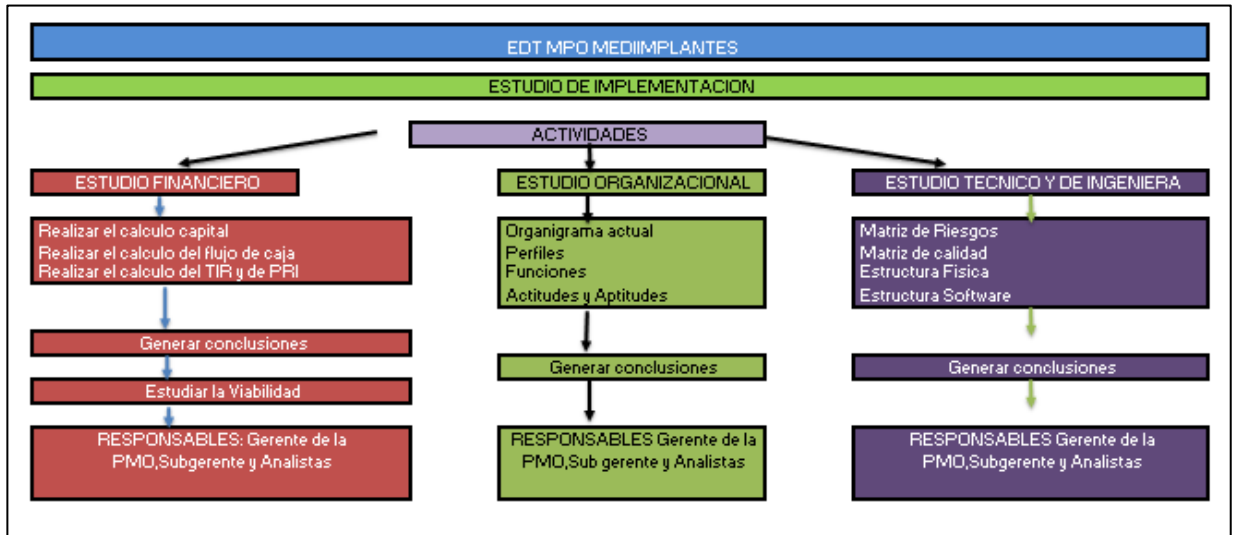 EDT MPO MEDIIMPLANTES
ESTUDIO DE IMPLEMENTACION
ACTIVIDADES
ESTUDIO FINANCIERO
Realizar el calculo capital
Realizar el calculo del flujo de caja
Realizar el calculo del TIR y de PRI
Generar conclusiones
Estudiar la Viabilidad
RESPONSABLES: Gerente de la
PMO,Subgerente y Analistas
ESTUDIO ORGANIZACIONAL
Organigrama actual
Perfiles
Funciones
Actitudes y Aptitudes
Generar conclusiones
RESPONSABLES Gerente de la
PMO,Sub gerente y Analistas
ESTUDIO TECNICO Y DE INGENIERA
Matriz de Riesgos
Matriz de calidad
Estructura Fisica
Estructura Software
Generar conclusiones
RESPONSABLES Gerente de la
PMO,Subgerente y Analistas